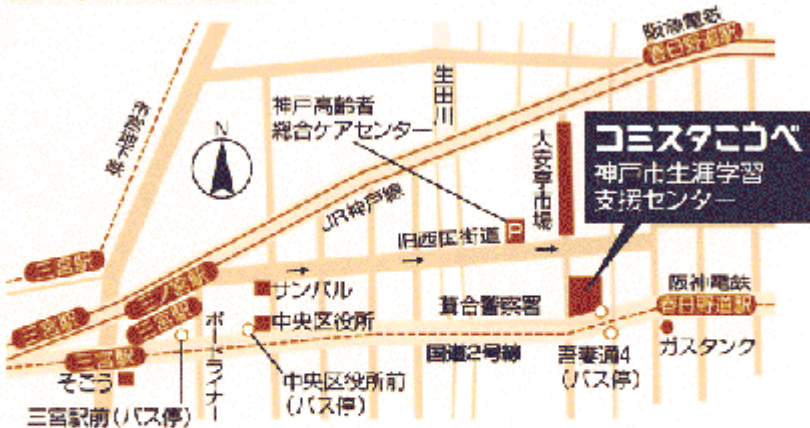 阪急電鉄
春日野道駅
生田川
神戸高齢者
総合ケアセンター
大安亭市場
コミスタこうべ
神戸市生涯学習
支援センター
N
JR神戸線
旧西国街道
P
三宮駅
三ノ宮駅
三宮駅
三宮駅
三宮駅
サンパル
中央区役所
葺合警察署
阪神電鉄
春日野道駅
ポートライナー
国道2号線
吾妻通4
(バス停)
ガスタンク
そごう
中央区役所前
(バス停)
三宮駅前(バス停)